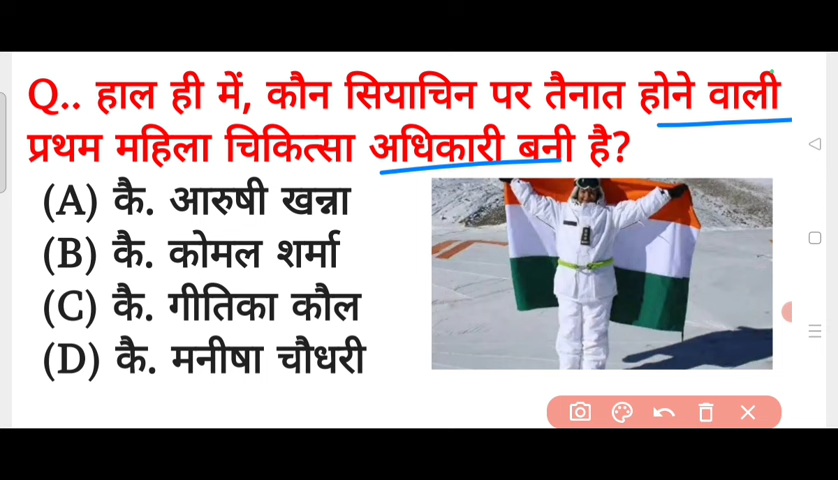 Q.. हाल ही में, कौन सियाचिन पर तैनात होने वाली
प्रथम महिला चिकित्सा अधिकारी बनी है?
(A) कै. आरुषी खन्ना
(B) कै. कोमल शर्मा
(C) कै. गीतिका कौल
(D) कै. मनीषा चौधरी